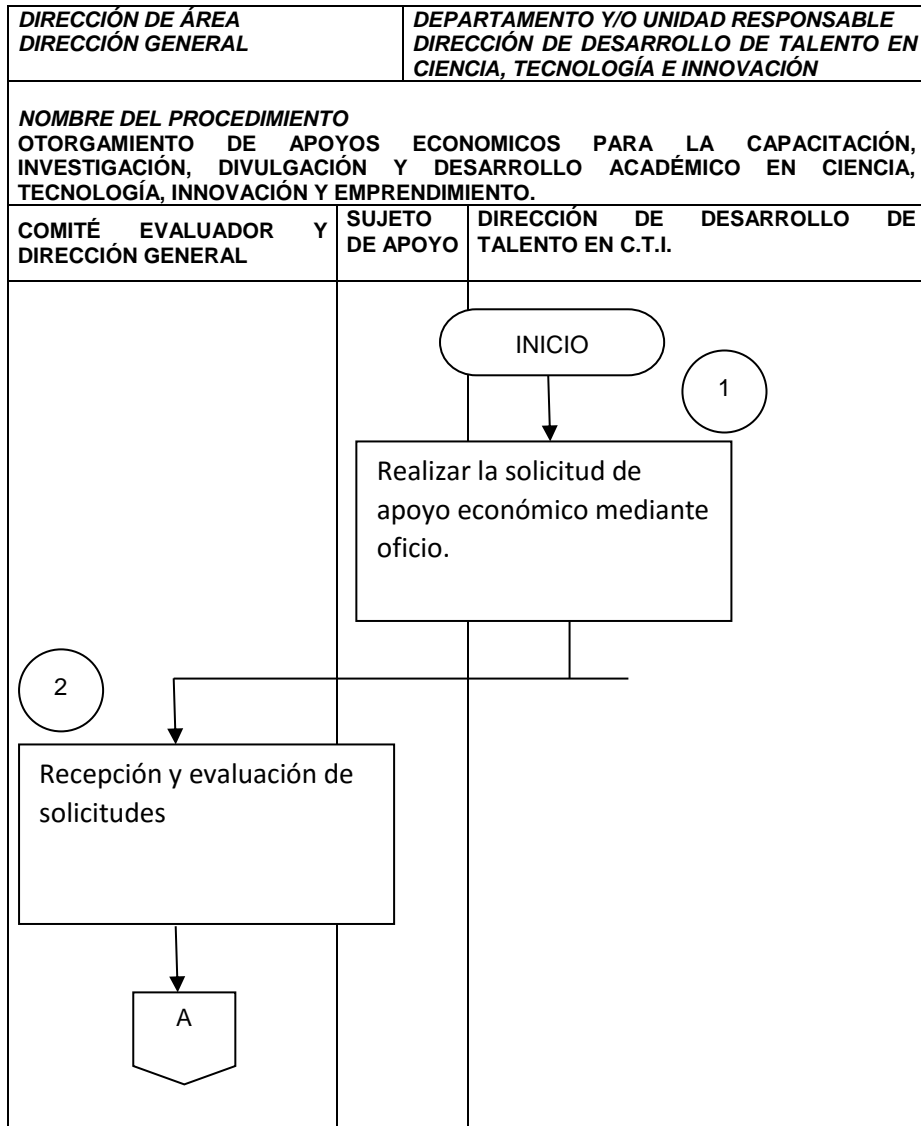 DIRECCIÓN DE ÁREA
DIRECCIÓN GENERAL
DEPARTAMENTO Y/O UNIDAD RESPONSABLE
DIRECCIÓN DE DESARROLLO DE TALENTO EN
CIENCIA, TECNOLOGÍA E INNOVACIÓN
NOMBRE DEL PROCEDIMIENTO
OTORGAMIENTO DE APOYOS ECONOMICOS PARA LA CAPACITACIÓN,
INVESTIGACIÓN, DIVULGACIÓN Y DESARROLLO ACADÉMICO EN CIENCIA,
TECNOLOGÍA, INNOVACIÓN Y EMPRENDIMIENTO.
COMITÉ EVALUADOR Y
DIRECCIÓN GENERAL
SUJETO
DE APOYO
DIRECCIÓN DE DESARROLLO DE
TALENTO EN C.T.I.
INICIO
1
Realizar la solicitud de
apoyo económico mediante
oficio.
2
Recepción y evaluación de
solicitudes
A